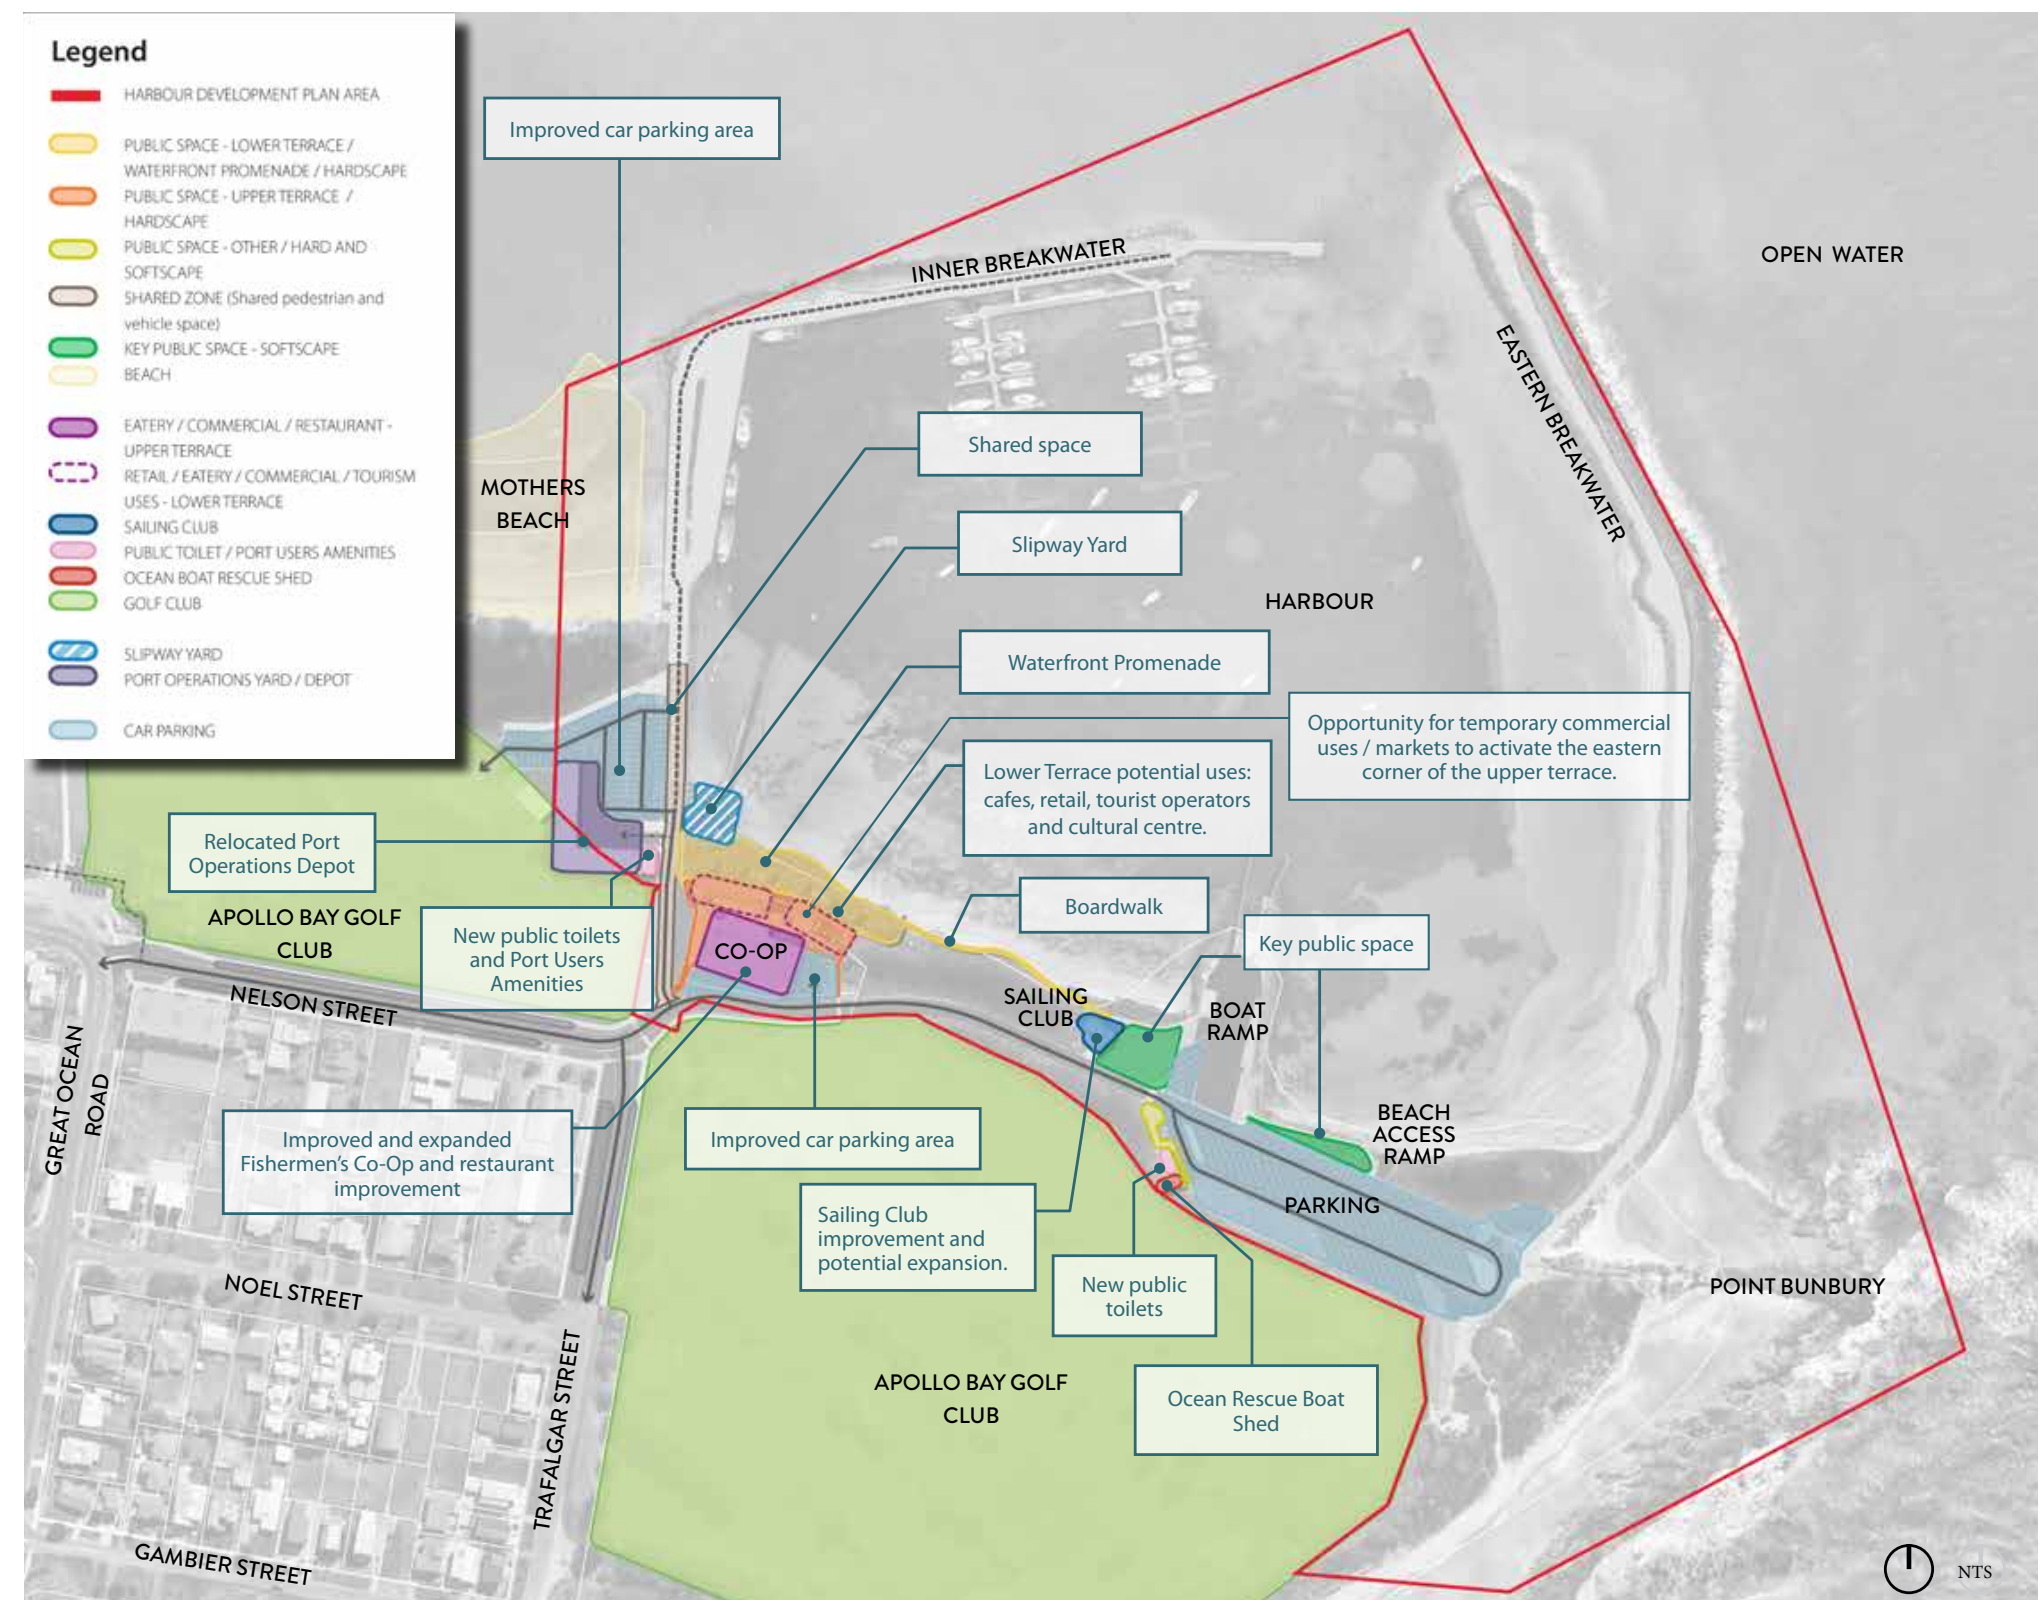 Legend
HARBOUR DEVELOPMENT PLAN AREA
PUBLIC SPACE - LOWER TERRACE /
WATERFRONT PROMENADE / HARDSCAPE
PUBLIC SPACE - UPPER TERRACE /
HARDSCAPE
PUBLIC SPACE - OTHER / HARD AND
SOFTSCAPE
SHARED ZONE (Shared pedestrian and
vehicle space)
KEY PUBLIC SPACE - SOFTSCAPE
BEACH
EATERY / COMMERCIAL / RESTAURANT -
UPPER TERRACE
RETAIL / EATERY / COMMERCIAL / TOURISM
USES - LOWER TERRACE
SAILING CLUB
PUBLIC TOILET / PORT USERS AMENITIES
OCEAN BOAT RESCUE SHED
GOLF CLUB
SLIPWAY YARD
PORT OPERATIONS YARD / DEPOT
CAR PARKING
Improved car parking area
INNER BREAKWATER
OPEN WATER
EASTERN BREAKWATER
Shared space
MOTHERS
BEACH
Slipway Yard
HARBOUR
Waterfront Promenade
Opportunity for temporary commercial
uses / markets to activate the eastern
corner of the upper terrace.
Lower Terrace potential uses:
cafes, retail, tourist operators
and cultural centre.
Relocated Port
Operations Depot
Boardwalk
APOLLO BAY GOLF
CLUB
New public toilets
and Port Users
Amenities
CO-OP
Key public space
NELSON STREET
SAILING
CLUB
BOAT
RAMP
GREAT OCEAN
ROAD
Improved and expanded
Fishermen's Co-Op and restaurant
improvement
Improved car parking area
BEACH
ACCESS
RAMP
PARKING
Sailing Club
improvement and
potential expansion.
New public
toilets
POINT BUNBURY
NOEL STREET
TRAFALGAR STREET
APOLLO BAY GOLF
CLUB
Ocean Rescue Boat
Shed
GAMBIER STREET
NTS